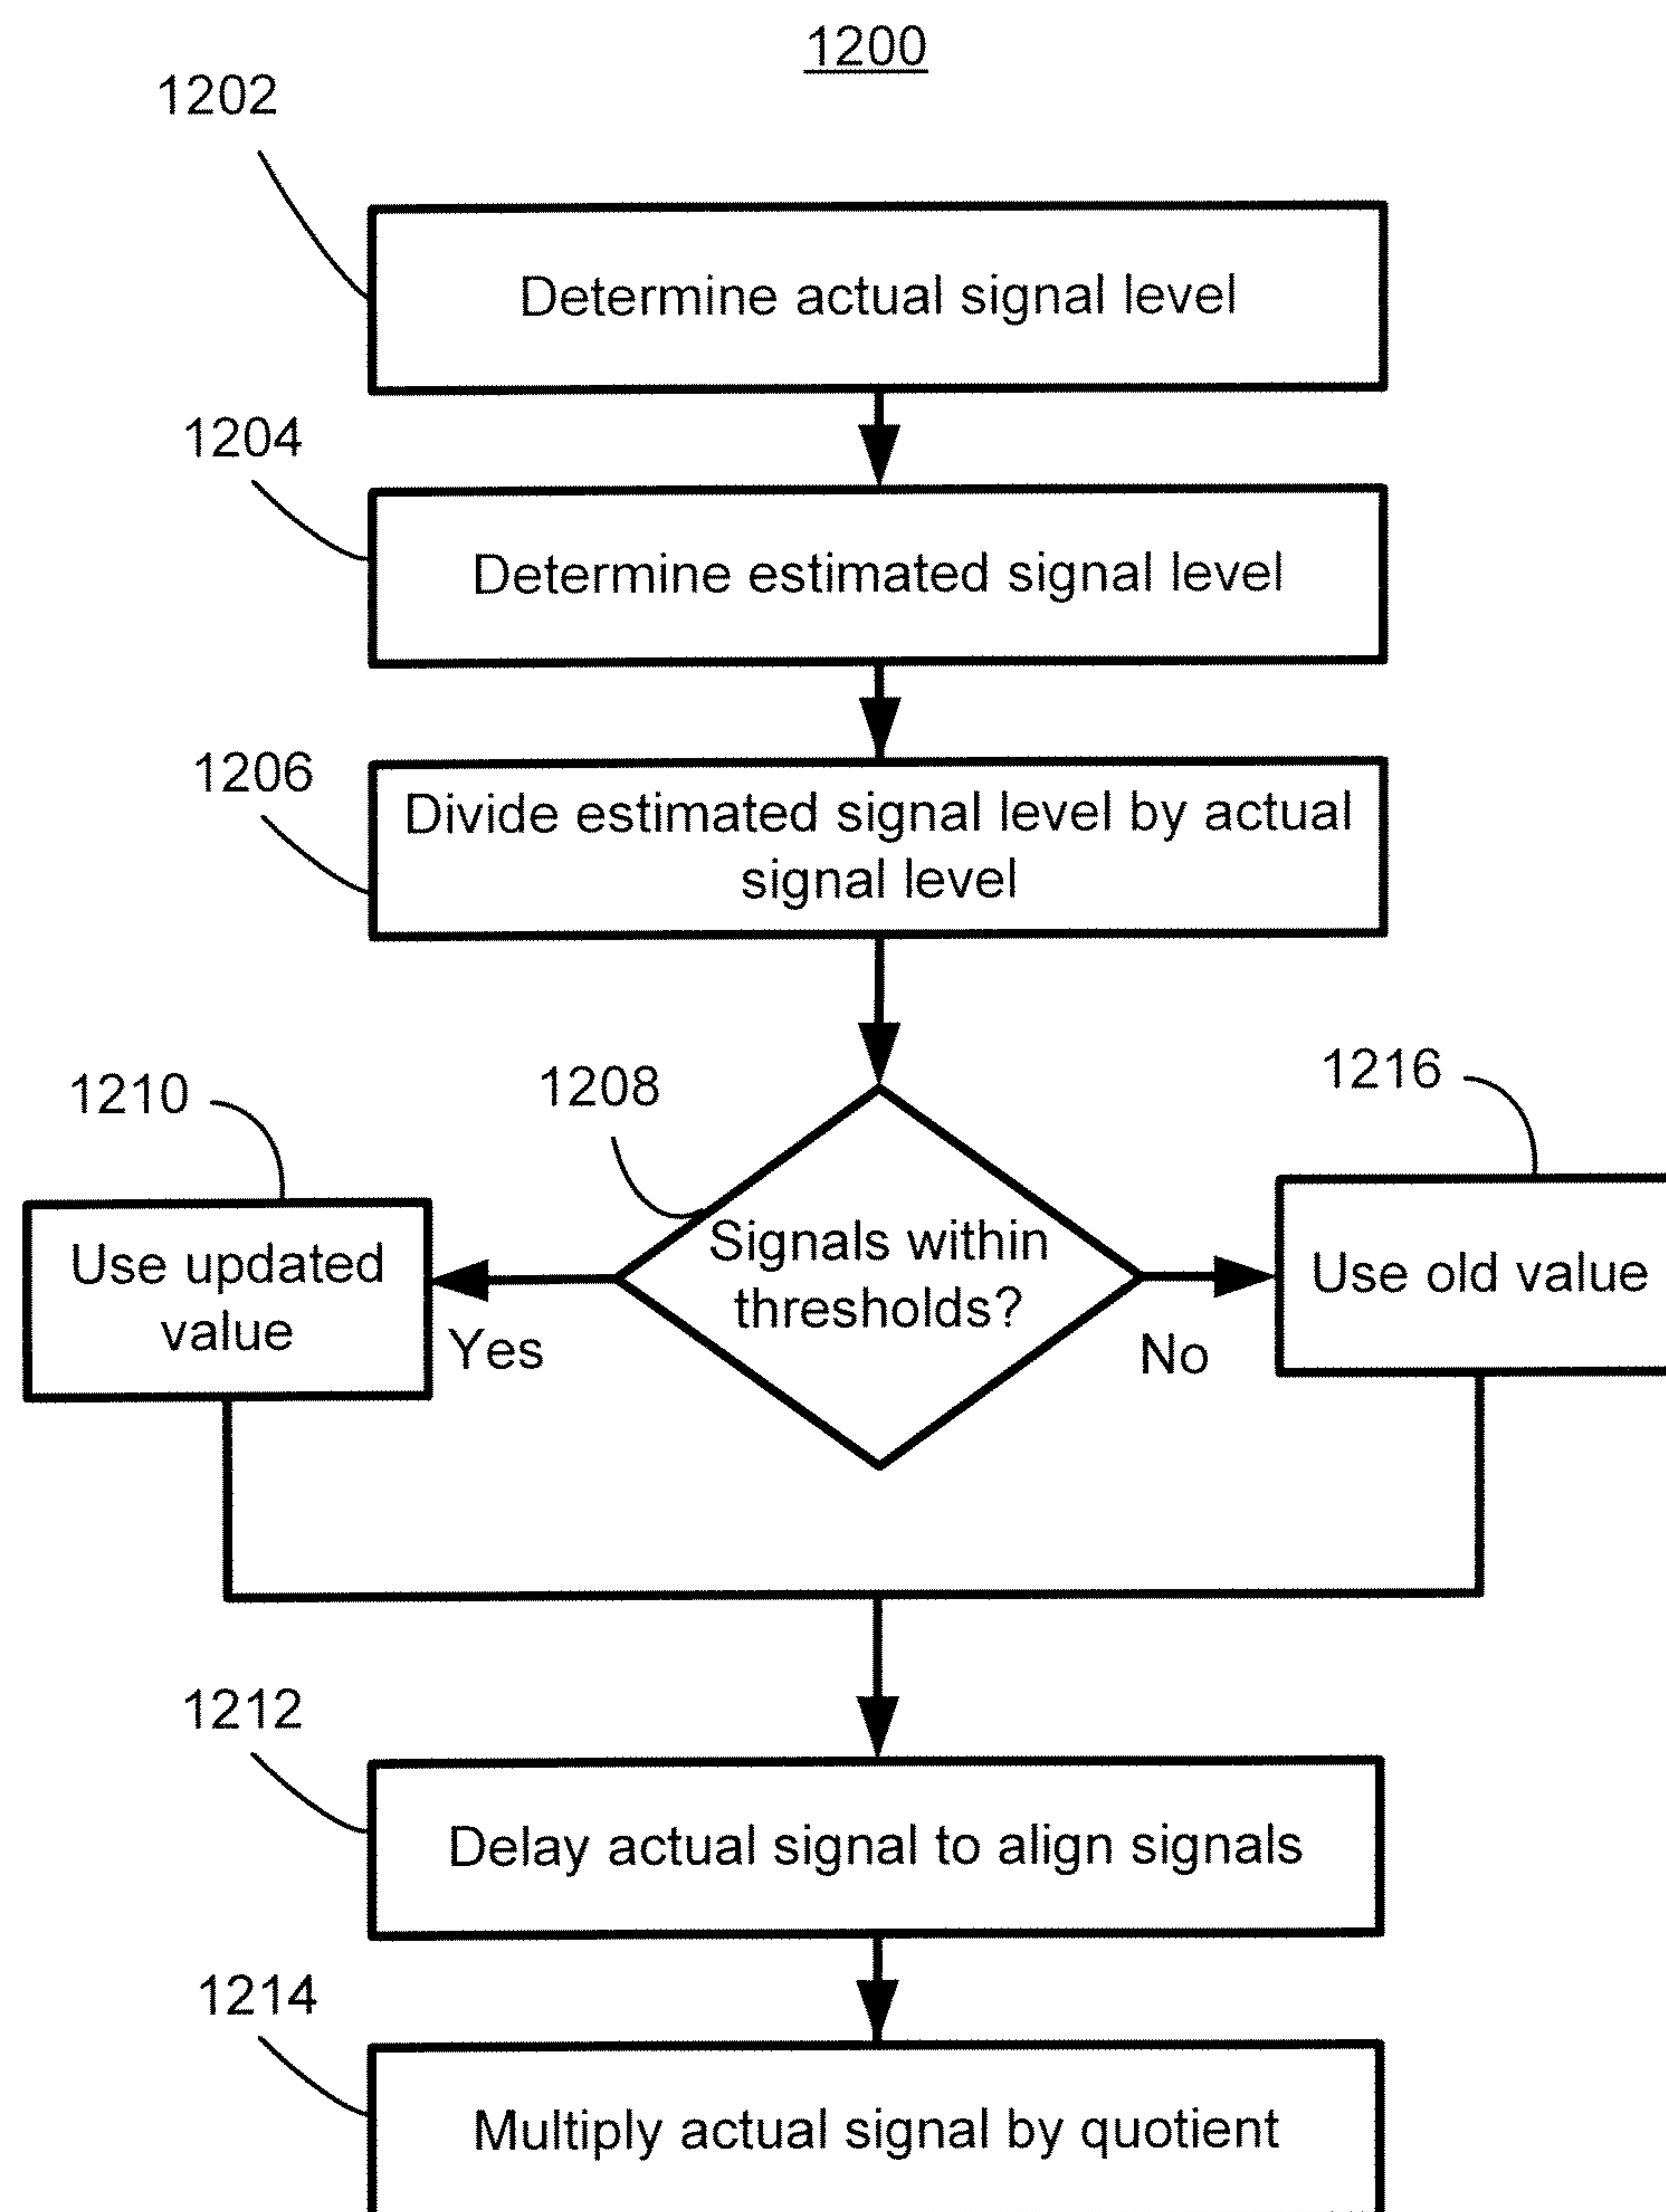 1200
1202
Determine actual signal level
1204
Determine estimated signal level
1206
Divide estimated signal level by actual
signal level
1208
1210
1216
Signals within
thresholds?
Use updated
value
Use old value
Yes
No
1212
Delay actual signal to align signals
1214
Multiply actual signal by quotient